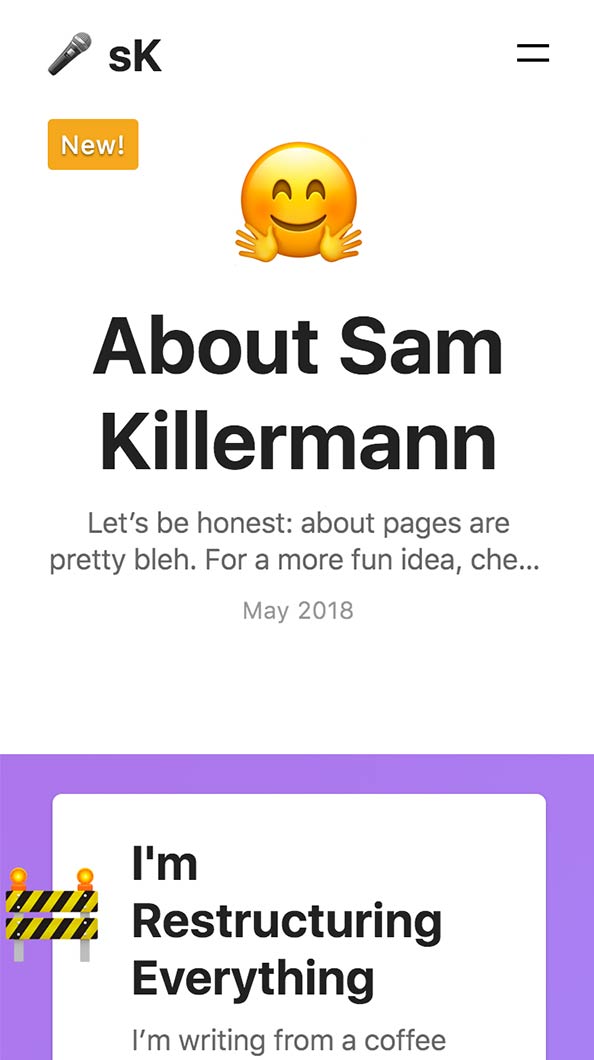 sK
New!
About Sam
Killermann
Let’s be honest: about pages are
pretty bleh. For a more fun idea, che…
May 2018
I'm
Restructuring
Everything
I’m writing from a coffee